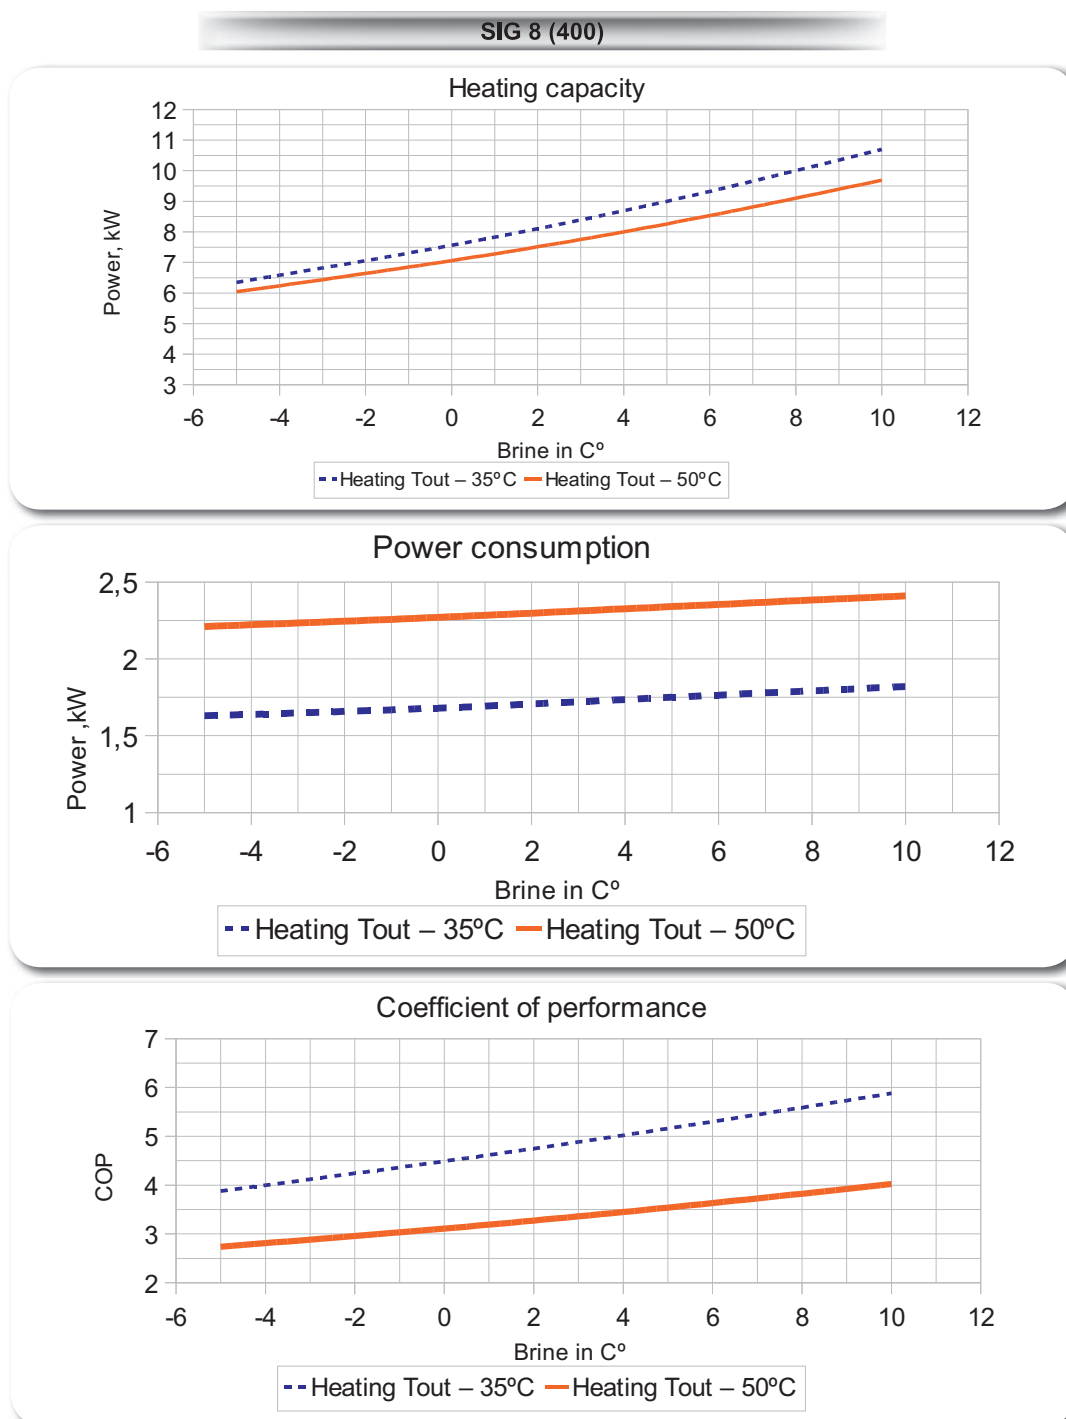 SIG 8 (400)
Heating capacity
12
11
10
9
8
7
6
5
4
3
Power, kW
-6 -4 -2 0 2 4 6 8 10 12
Brine in Cº
Heating Tout – 35ºC Heating Tout – 50ºC
Power consumption
2,5
2
1,5
1
Power ,kW
-6 -4 -2 0 2 4 6 8 10 12
Brine in Cº
Heating Tout – 35ºC Heating Tout – 50ºC
Coefficient of performance
7
6
5
4
3
2
COP
-6 -4 -2 0 2 4 6 8 10 12
Brine in Cº
Heating Tout – 35ºC Heating Tout – 50ºC